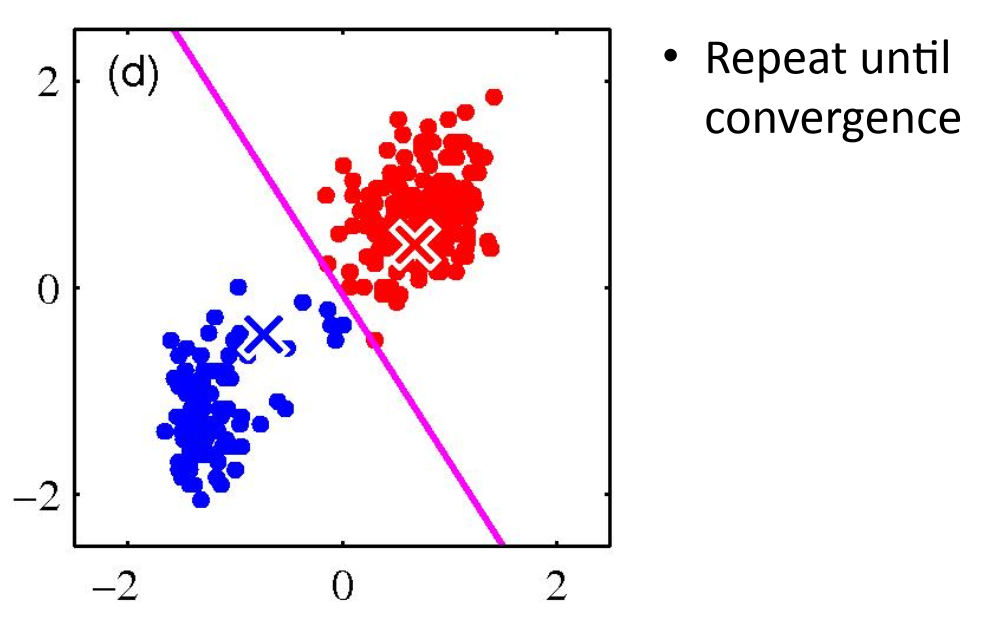 (d)
2
0
−2
−2 0 2
• Repeat until
convergence